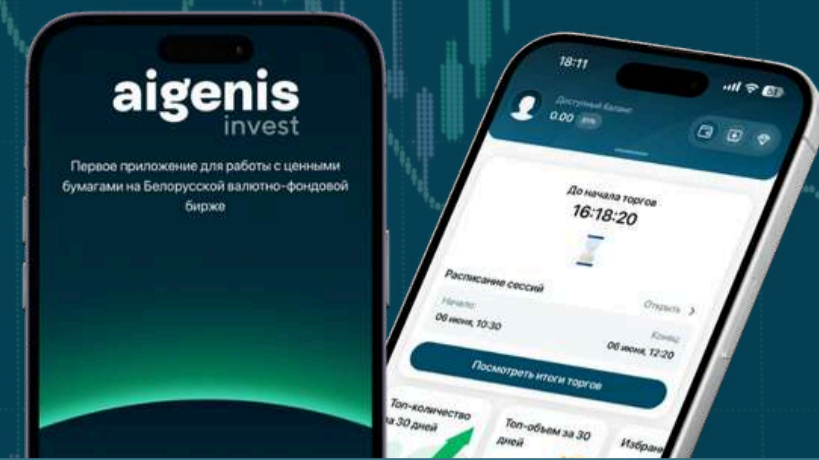 aigenis
invest
Первое приложение для работы с ценными
бумагами на Белорусской валютно-фондовой
бирже
18:11
51
Доступный баланс
0.00 BYN
До начала торгов
16:18:20
Расписание сессий
Открыть
Начало:
Конец:
06 июня, 10:30
06 июня, 12:20
Посмотреть итоги торгов
Топ-количество
за 30 дней
Топ-объем за 30
дней